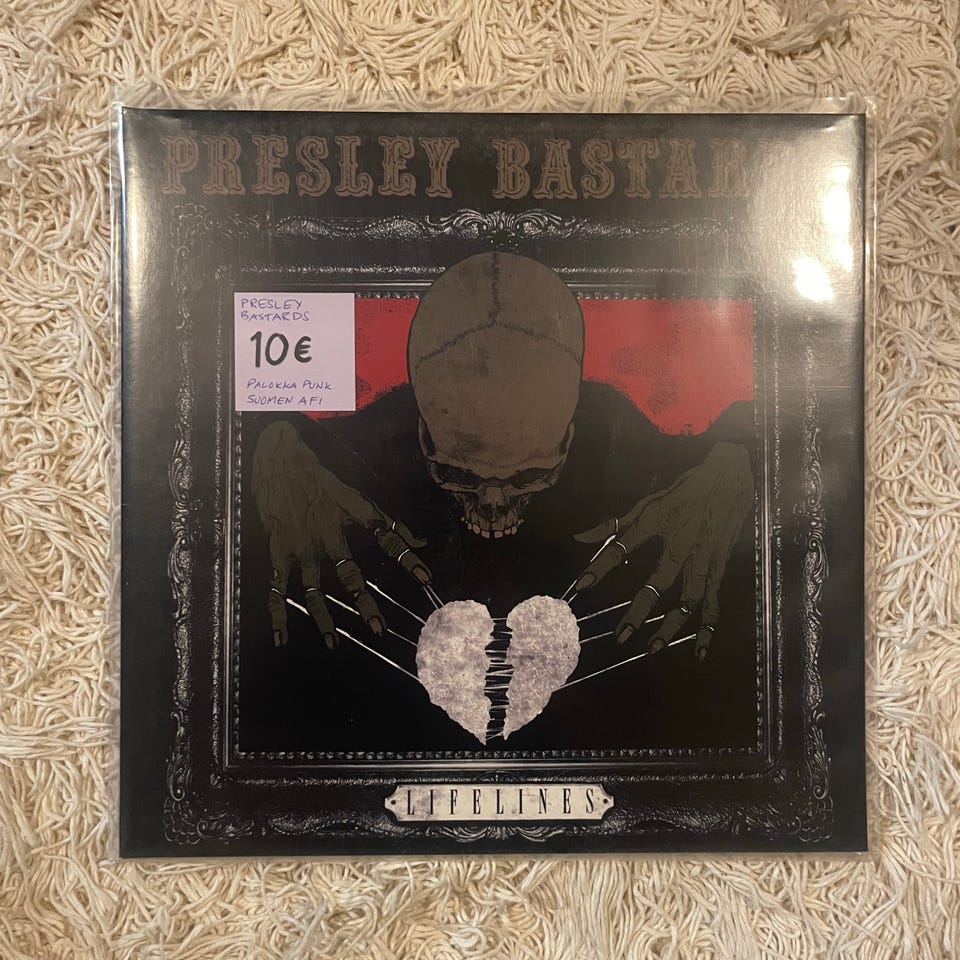 PRESLEY BASTAR
PRESLEY
BASTARDS
10€
PALOKKA PUNK
SUOMEN AFI
LIFELINES